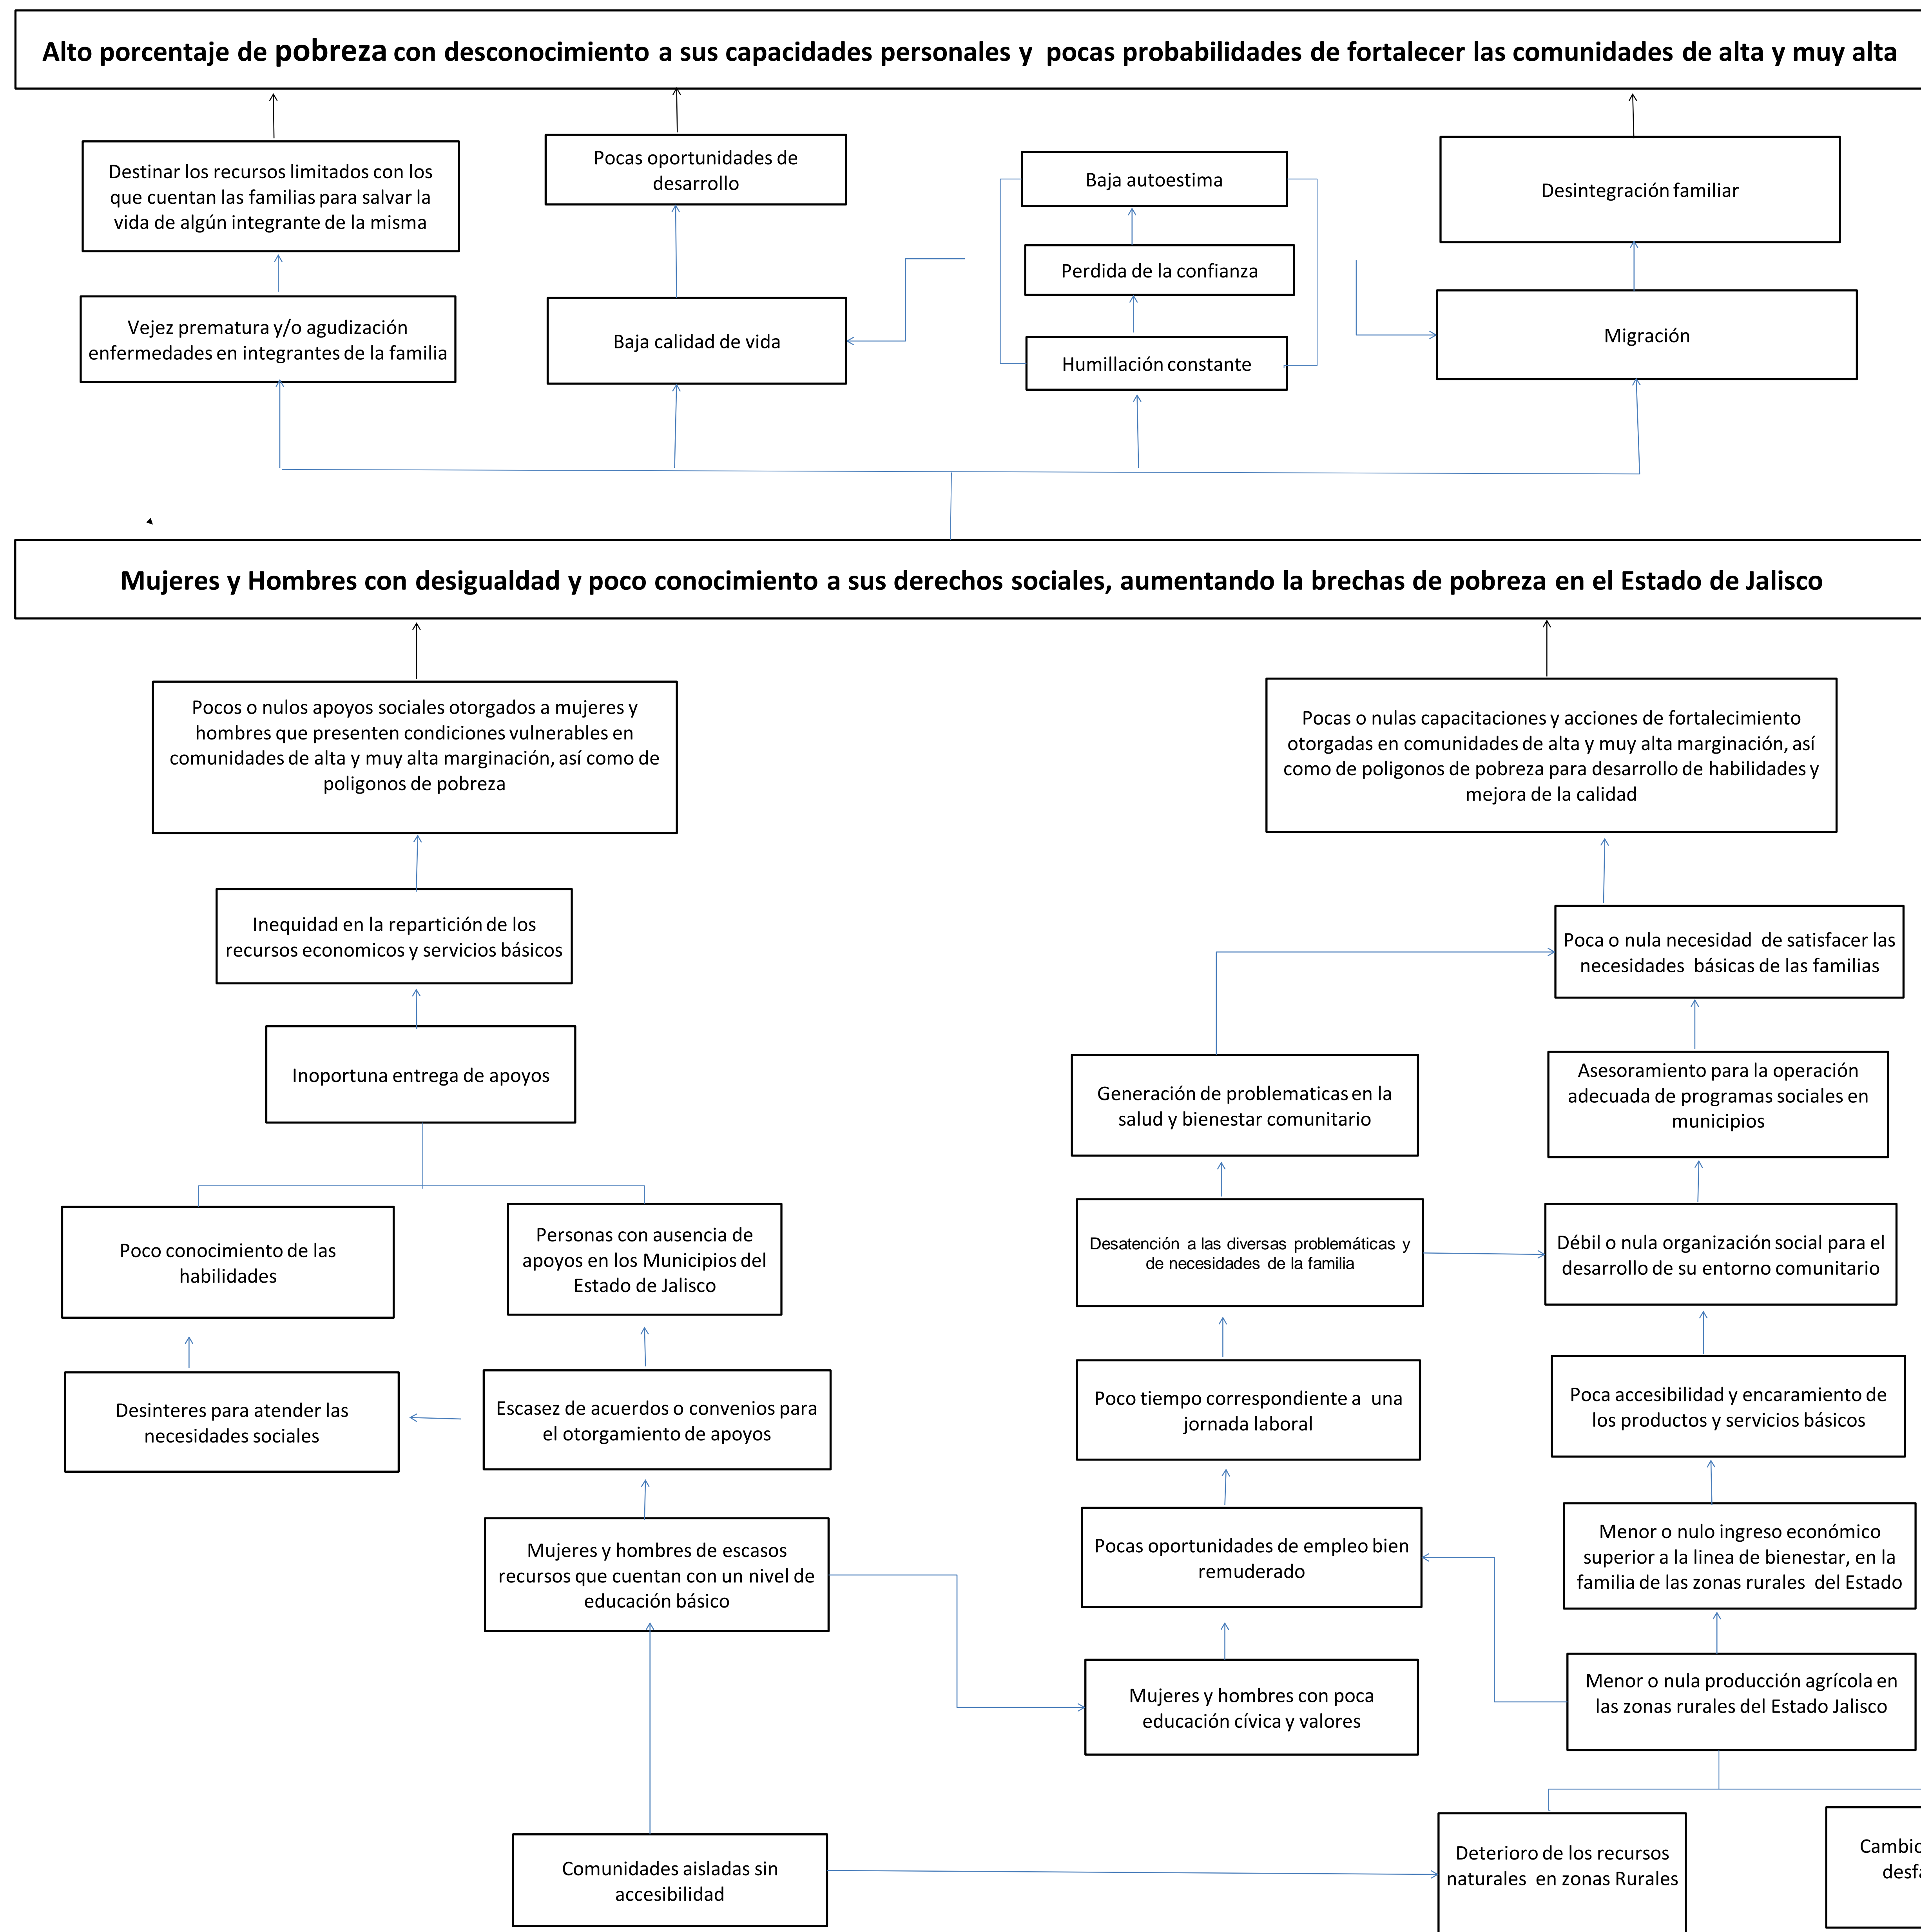 Alto porcentaje de pobreza con desconocimiento a sus capacidades personales y pocas probabilidades de fortalecer las comunidades de alta y muy alta
Destinar los recursos limitados con los
que cuentan las familias para salvar la
vida de algún integrante de la misma
Pocas oportunidades de
desarrollo
Baja autoestima
Desintegración familiar
Perdida de la confianza
Vejez prematura y/o agudización
enfermedades en integrantes de la familia
Baja calidad de vida
Humillación constante
Migración
Mujeres y Hombres con desigualdad y poco conocimiento a sus derechos sociales, aumentando la brechas de pobreza en el Estado de Jalisco
Pocos o nulos apoyos sociales otorgados a mujeres y
hombres que presenten condiciones vulnerables en
comunidades de alta y muy alta marginación, así como de
poligonos de pobreza
Pocas o nulas capacitaciones y acciones de fortalecimiento
otorgadas en comunidades de alta y muy alta marginación, así
como de poligonos de pobreza para desarrollo de habilidades y
mejora de la calidad
Inequidad en la repartición de los
recursos economicos y servicios básicos
Poca o nula necesidad de satisfacer las
necesidades básicas de las familias
Inoportuna entrega de apoyos
Generación de problematicas en la
salud y bienestar comunitario
Asesoramiento para la operación
adecuada de programas sociales en
municipios
Poco conocimiento de las
habilidades
Personas con ausencia de
apoyos en los Municipios del
Estado de Jalisco
Desatención a las diversas problemáticas y
de necesidades de la familia
Débil o nula organización social para el
desarrollo de su entorno comunitario
Desinteres para atender las
necesidades sociales
Escasez de acuerdos o convenios para
el otorgamiento de apoyos
Poco tiempo correspondiente a una
jornada laboral
Poca accesibilidad y encaramiento de
los productos y servicios básicos
Mujeres y hombres de escasos
recursos que cuentan con un nivel de
educación básico
Pocas oportunidades de empleo bien
remuderado
Menor o nulo ingreso económico
superior a la linea de bienestar, en la
familia de las zonas rurales del Estado
Mujeres y hombres con poca
educación cívica y valores
Menor o nula producción agrícola en
las zonas rurales del Estado Jalisco
Comunidades aisladas sin
accesibilidad
Deterioro de los recursos
naturales en zonas Rurales